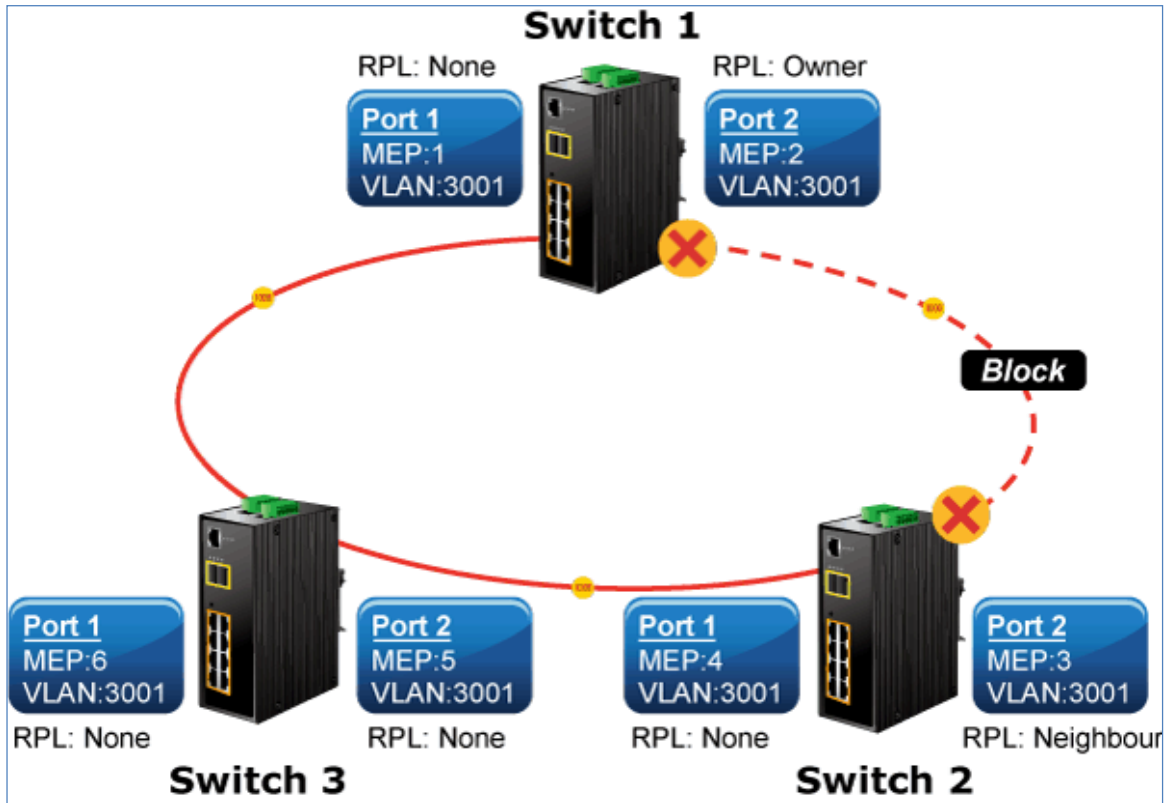 Switch 1
RPL: None
RPL: Owner
Port 1
MEP:1
VLAN:3001
Port 2
MEP:2
VLAN:3001
Block
Port 1
MEP:6
VLAN:3001
Port 2
MEP:5
VLAN:3001
Port 1
MEP:4
VLAN:3001
Port 2
MEP:3
VLAN:3001
RPL: None
RPL: None
RPL: None
RPL: Neighbour
Switch 3
Switch 2